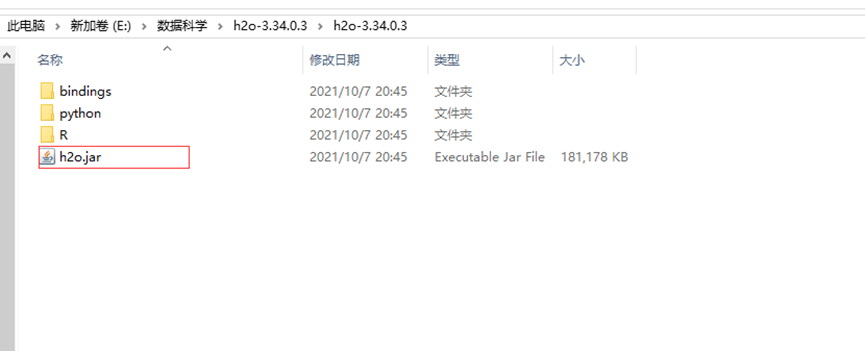 此电脑 › 新加卷 (E:) › 数据科学 › h2o-3.34.0.3 › h2o-3.34.0.3
名称 修改日期 类型 大小
bindings 2021/10/7 20:45 文件夹
python 2021/10/7 20:45 文件夹
R 2021/10/7 20:45 文件夹
h2o.jar 2021/10/7 20:45 Executable Jar File 181,178 KB